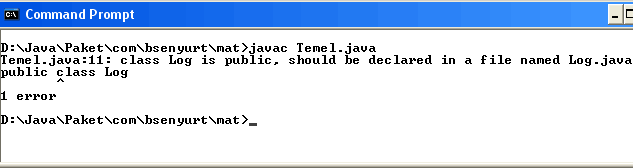 Command Prompt
D:\Java\Paket\com\bsenyurt\mat>javac Temel.java
Temel.java:11: class Log is public, should be declared in a file named Log.java
public class Log
^
1 error
D:\Java\Paket\com\bsenyurt\mat>_